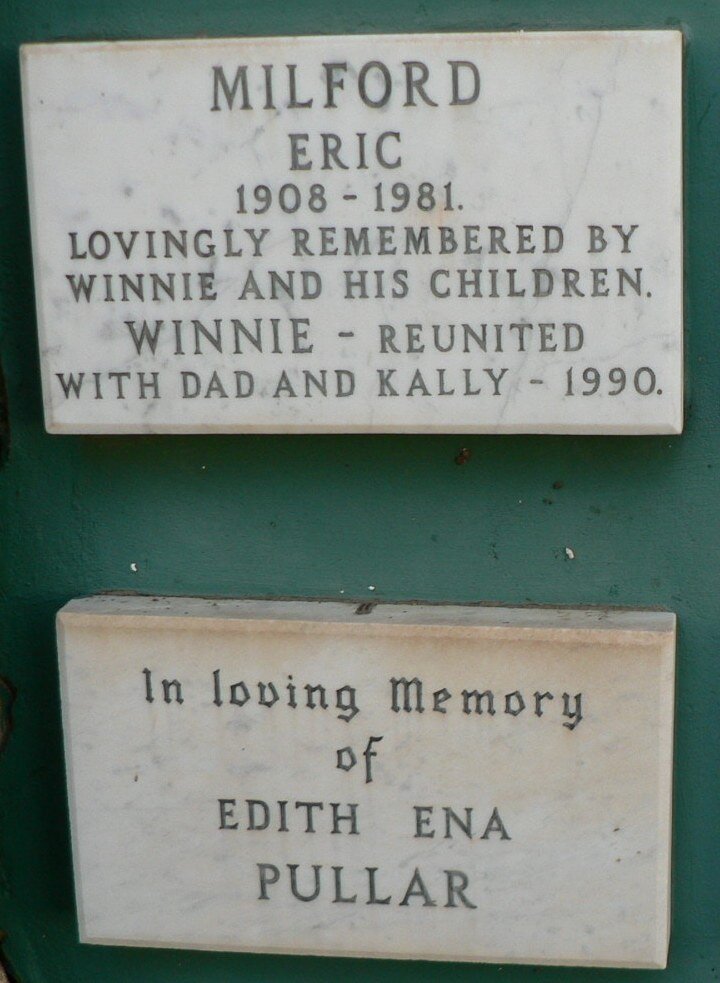 MILFORD
ERIC
1908 - 1981.
LOVINGLY REMEMBERED BY
WINNIE AND HIS CHILDREN.
WINNIE - REUNITED
WITH DAD AND KALLY - 1990.
In loving Memory
of
EDITH ENA
PULLAR